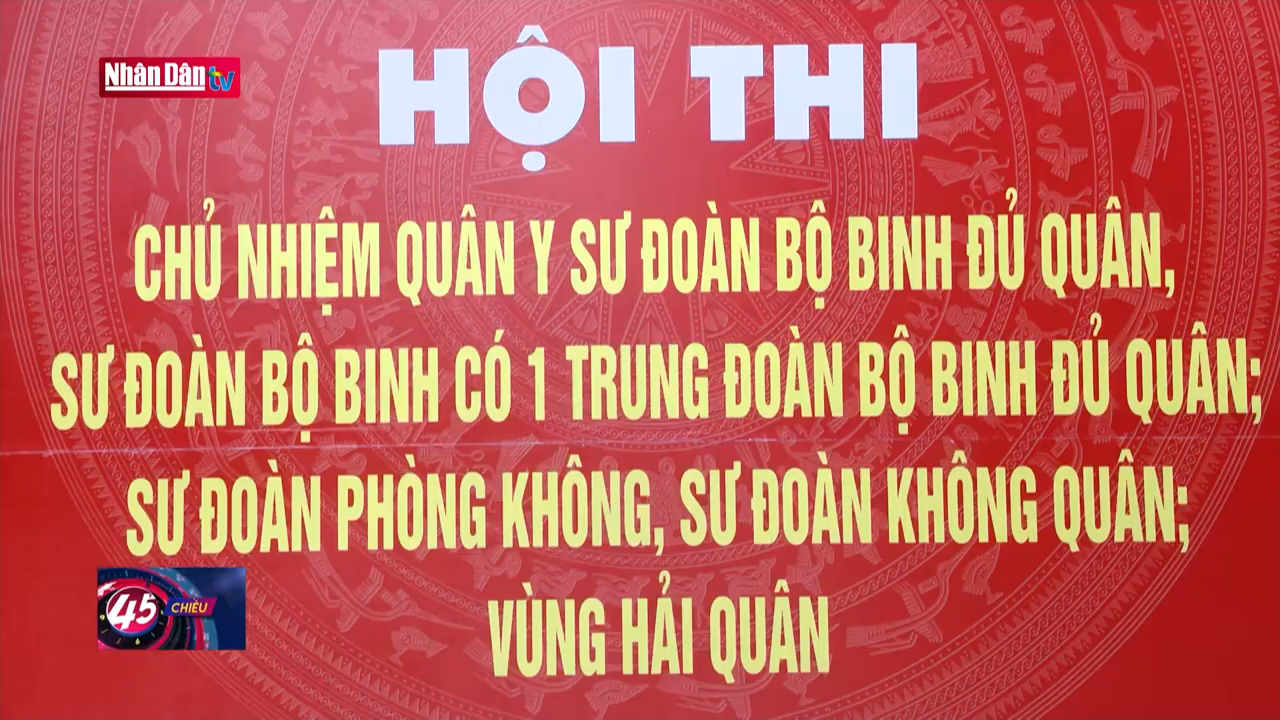 Nhân Dân tv
HỘI THI
CHỦ NHIỆM QUÂN Y SƯ ĐOÀN BỘ BINH ĐỦ QUÂN,
SƯ ĐOÀN BỘ BINH CÓ 1 TRUNG ĐOÀN BỘ BINH ĐỦ QUÂN;
SƯ ĐOÀN PHÒNG KHÔNG, SƯ ĐOÀN KHÔNG QUÂN;
VÙNG HẢI QUÂN
45 CHIỀU